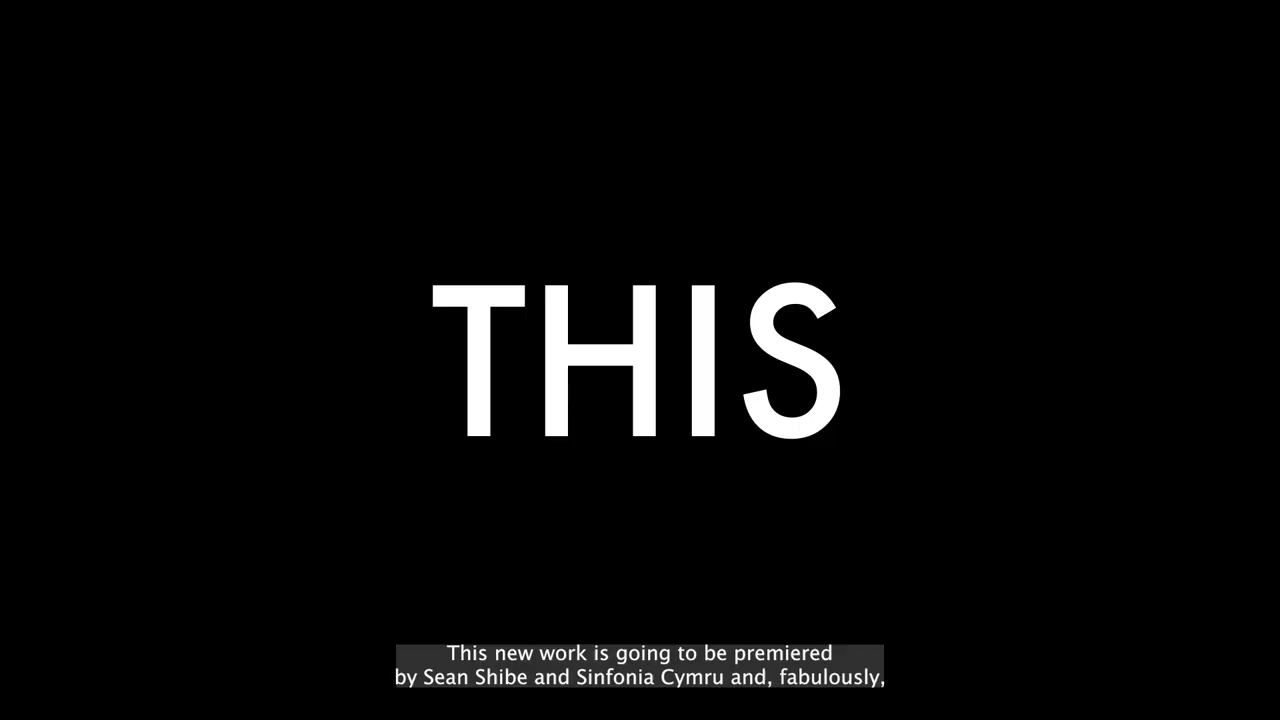 THIS
This new work is going to be premiered
by Sean Shibe and Sinfonia Cymru and, fabulously,